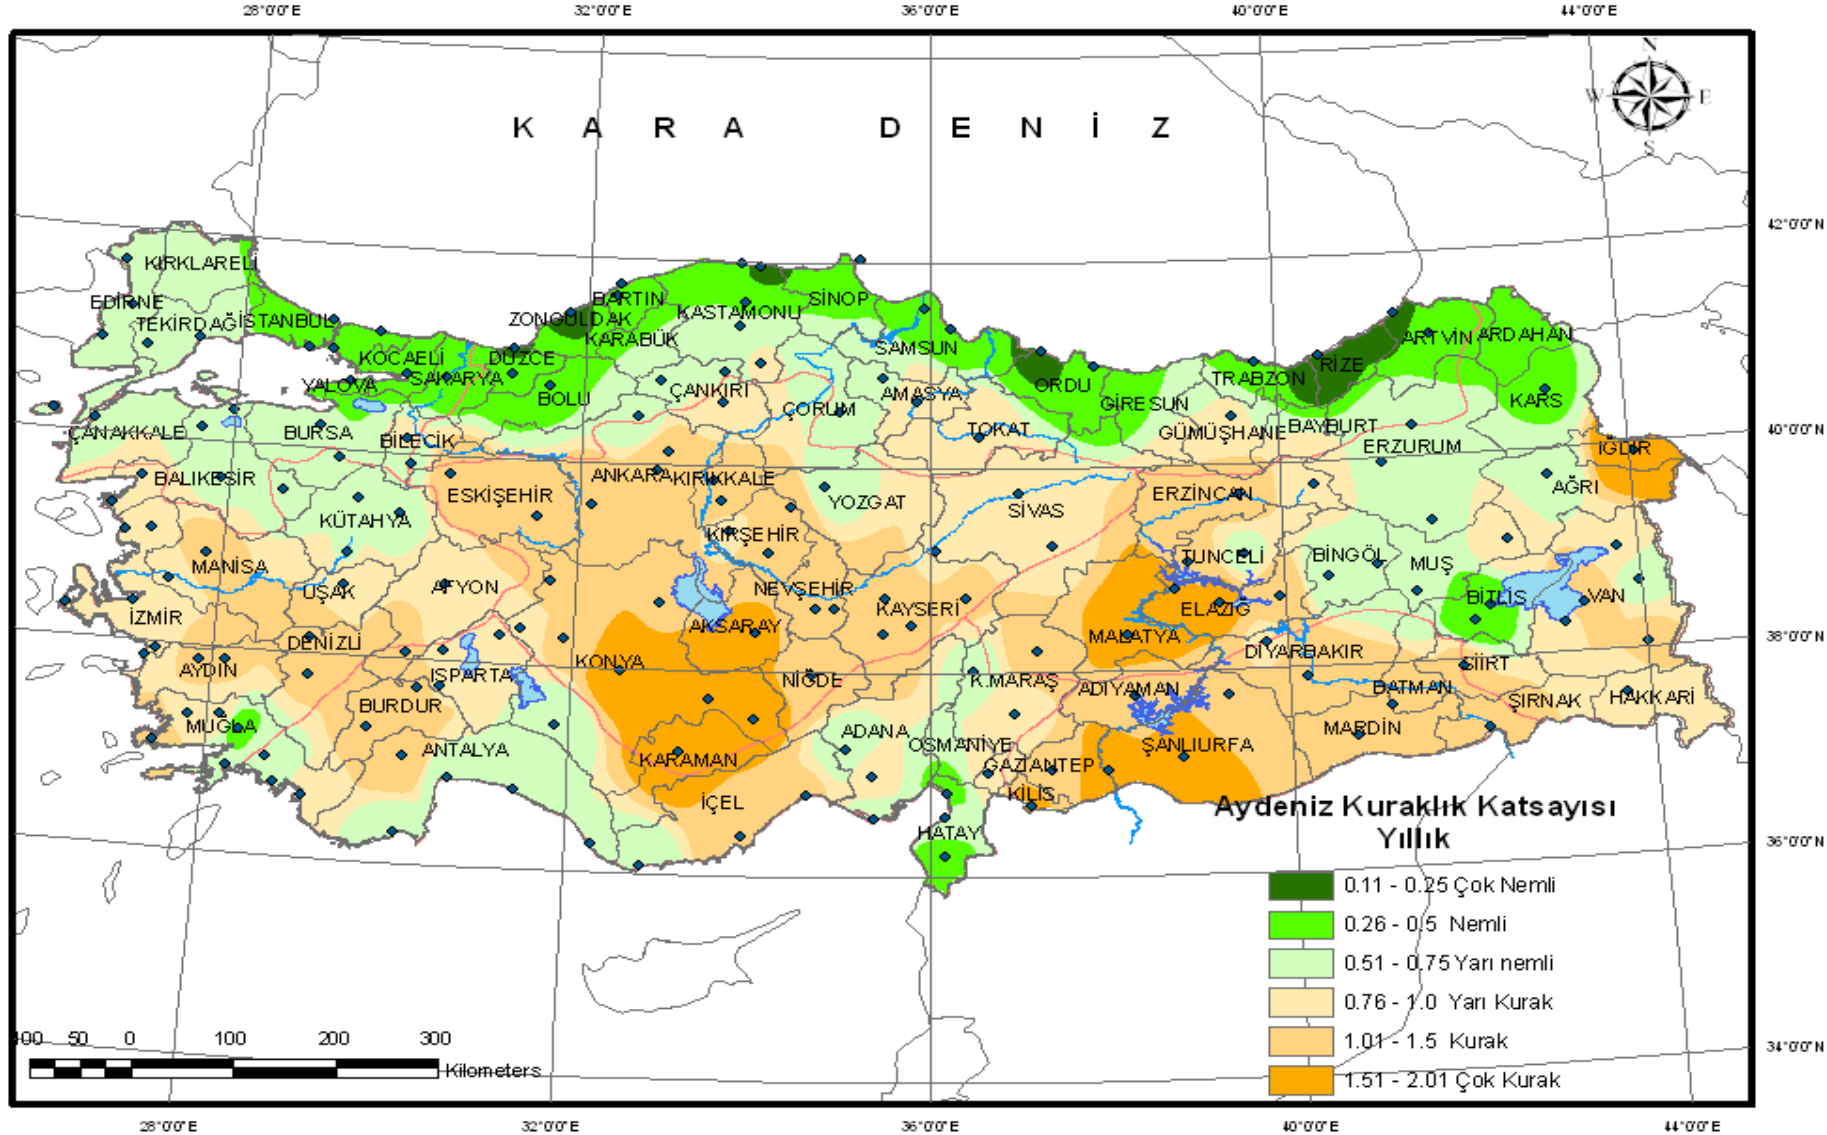 28°0'0"E 32°0'0"E 36°0'0"E 40°0'0"E 44°0'0"E
N
W E
S
K A R A D E N İ Z
42°0'0"N
KIRKLARELİ
EDİRNE
TEKİRDAĞ
İSTANBUL
BARTIN
ZONGULDAK
KASTAMONU
SİNOP
KARABÜK
SAMSUN
ARTVİN
ARDAHAN
KOCAELİ
DÜZCE
RİZE
YALOVA
SAKARYA
BOLU
ÇANKIRI
ÇORUM
AMASYA
ORDU
GİRESUN
TRABZON
KARS
ÇANAKKALE
BURSA
BİLECİK
TOKAT
GÜMÜŞHANE
BAYBURT
ERZURUM
IĞDIR
40°0'0"N
BALIKESİR
ESKİŞEHİR
ANKARA
KIRIKKALE
YOZGAT
SİVAS
ERZİNCAN
AĞRI
KÜTAHYA
KIRŞEHİR
TUNCELİ
BİNGÖL
MUŞ
MANİSA
UŞAK
AFYON
NEVŞEHİR
KAYSERİ
ELAZIĞ
BİTLİS
VAN
İZMİR
DENİZLİ
AKSARAY
MALATYA
DİYARBAKIR
38°0'0"N
AYDIN
ISPARTA
KONYA
NİĞDE
K.MARAŞ
ADIYAMAN
SİİRT
BATMAN
ŞIRNAK
HAKKARİ
MUĞLA
BURDUR
ANTALYA
ADANA
OSMANİYE
MARDİN
KARAMAN
GAZİANTEP
ŞANLIURFA
İÇEL
KİLİS
HATAY
36°0'0"N
Aydeniz Kuraklık Katsayısı
Yıllık
0.11 - 0.25 Çok Nemli
0.26 - 0.5 Nemli
0.51 - 0.75 Yarı nemli
0.76 - 1.0 Yarı Kurak
1.01 - 1.5 Kurak
1.51 - 2.01 Çok Kurak
34°0'0"N
100 50 0 100 200 300
Kilometers
28°0'0"E 32°0'0"E 36°0'0"E 40°0'0"E 44°0'0"E